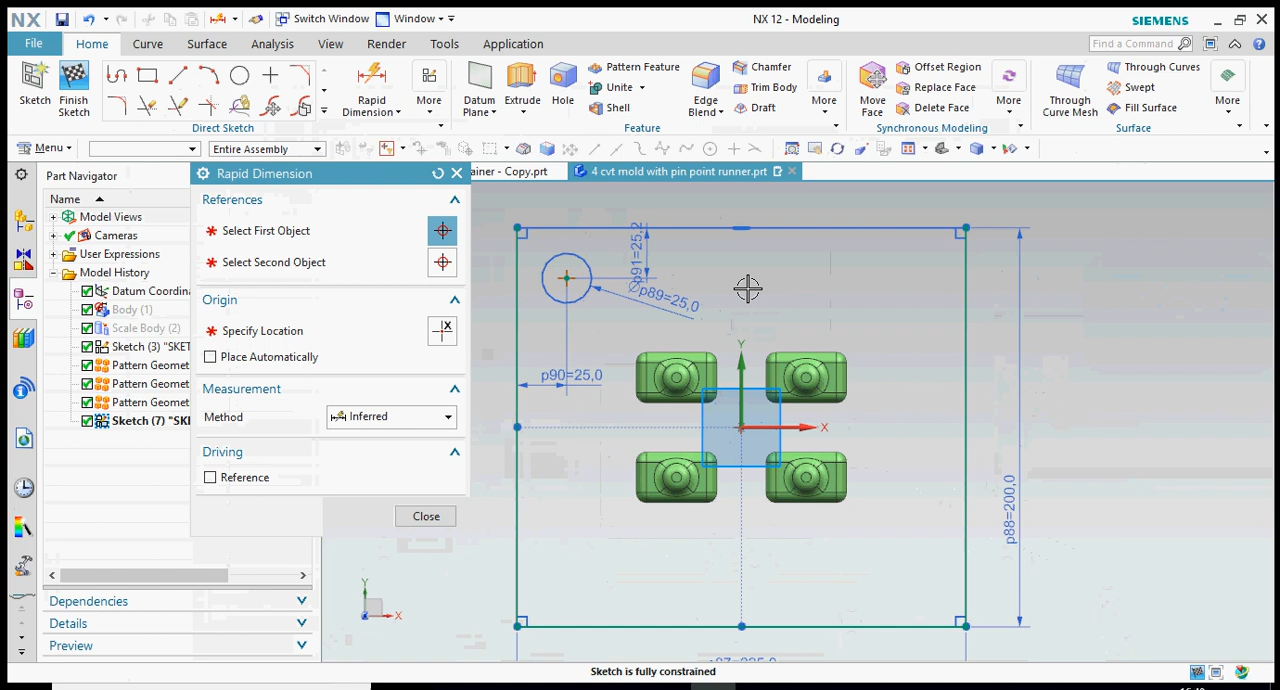 NX
Switch Window
Window
NX 12 - Modeling
SIEMENS
File
Home
Curve
Surface
Analysis
View
Render
Tools
Application
Find a Command
Sketch
Finish Sketch
Direct Sketch
Rapid Dimension
More
Datum Plane
Extrude
Hole
Pattern Feature
Unite
Shell
Edge Blend
Chamfer
Trim Body
Draft
More
Feature
Move Face
Offset Region
Replace Face
Delete Face
More
Synchronous Modeling
Through Curve Mesh
Through Curves
Swept
Fill Surface
More
Surface
Menu
Entire Assembly
Part Navigator
Name
Model Views
Cameras
User Expressions
Model History
Datum Coordina
Body (1)
Scale Body (2)
Sketch (3) "SKET
Pattern Geomet
Pattern Geomet
Pattern Geomet
Sketch (7) "SKE
Dependencies
Details
Preview
Rapid Dimension
References
* Select First Object
* Select Second Object
Origin
* Specify Location
Place Automatically
Measurement
Method
Inferred
Driving
Reference
Close
ainer - Copy.prt
4 cvt mold with pin point runner.prt
p91=25,2
Øp89=25,0
p90=25,0
Y
X
p88=200,0
Y
X
Sketch is fully constrained